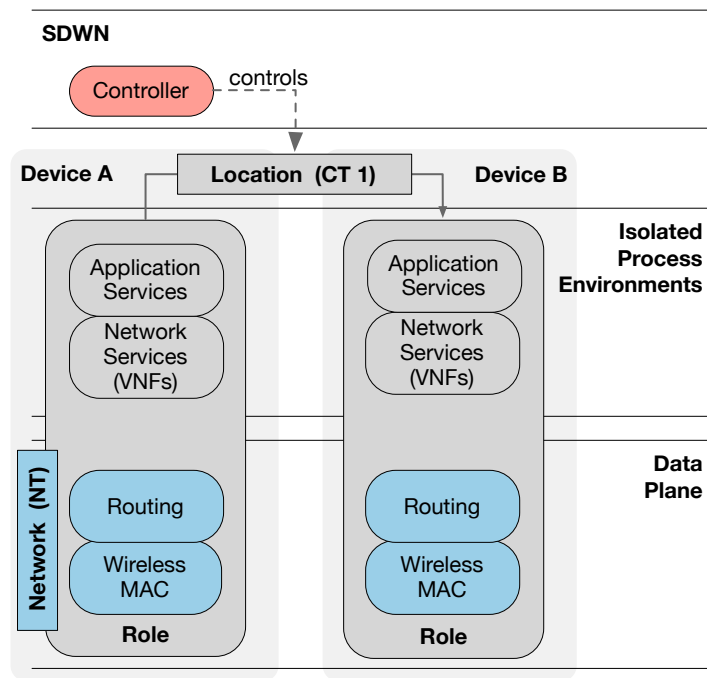 SDWN
controls
Controller
Device A
Location (CT 1)
Device B
Isolated
Process
Environments
Application
Services
Network
Services
(VNFs)
Application
Services
Network
Services
(VNFs)
Data
Plane
Network (NT)
Routing
Wireless
MAC
Role
Routing
Wireless
MAC
Role